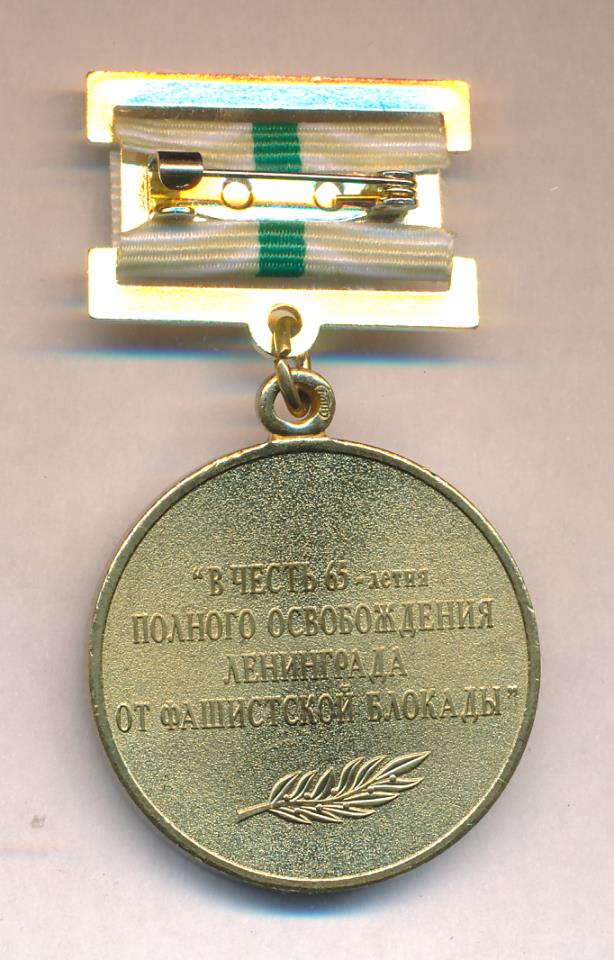 “В ЧЕСТЬ 65-летия
ПОЛНОГО ОСВОБОЖДЕНИЯ
ЛЕНИНГРАДА
ОТ ФАШИСТСКОЙ БЛОКАДЫ”